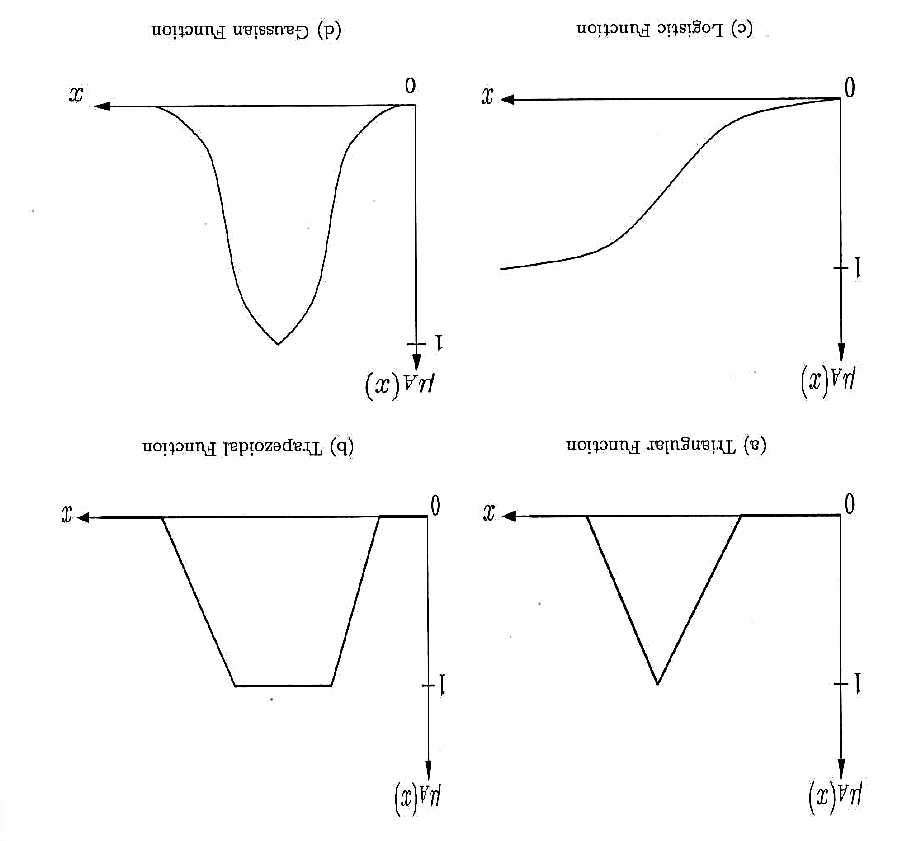 μA(x)
1
0
x
(a) Triangular Function
μA(x)
1
0
x
(b) Trapezoidal Function
μA(x)
1
0
x
(c) Logistic Function
μA(x)
1
0
x
(d) Gaussian Function